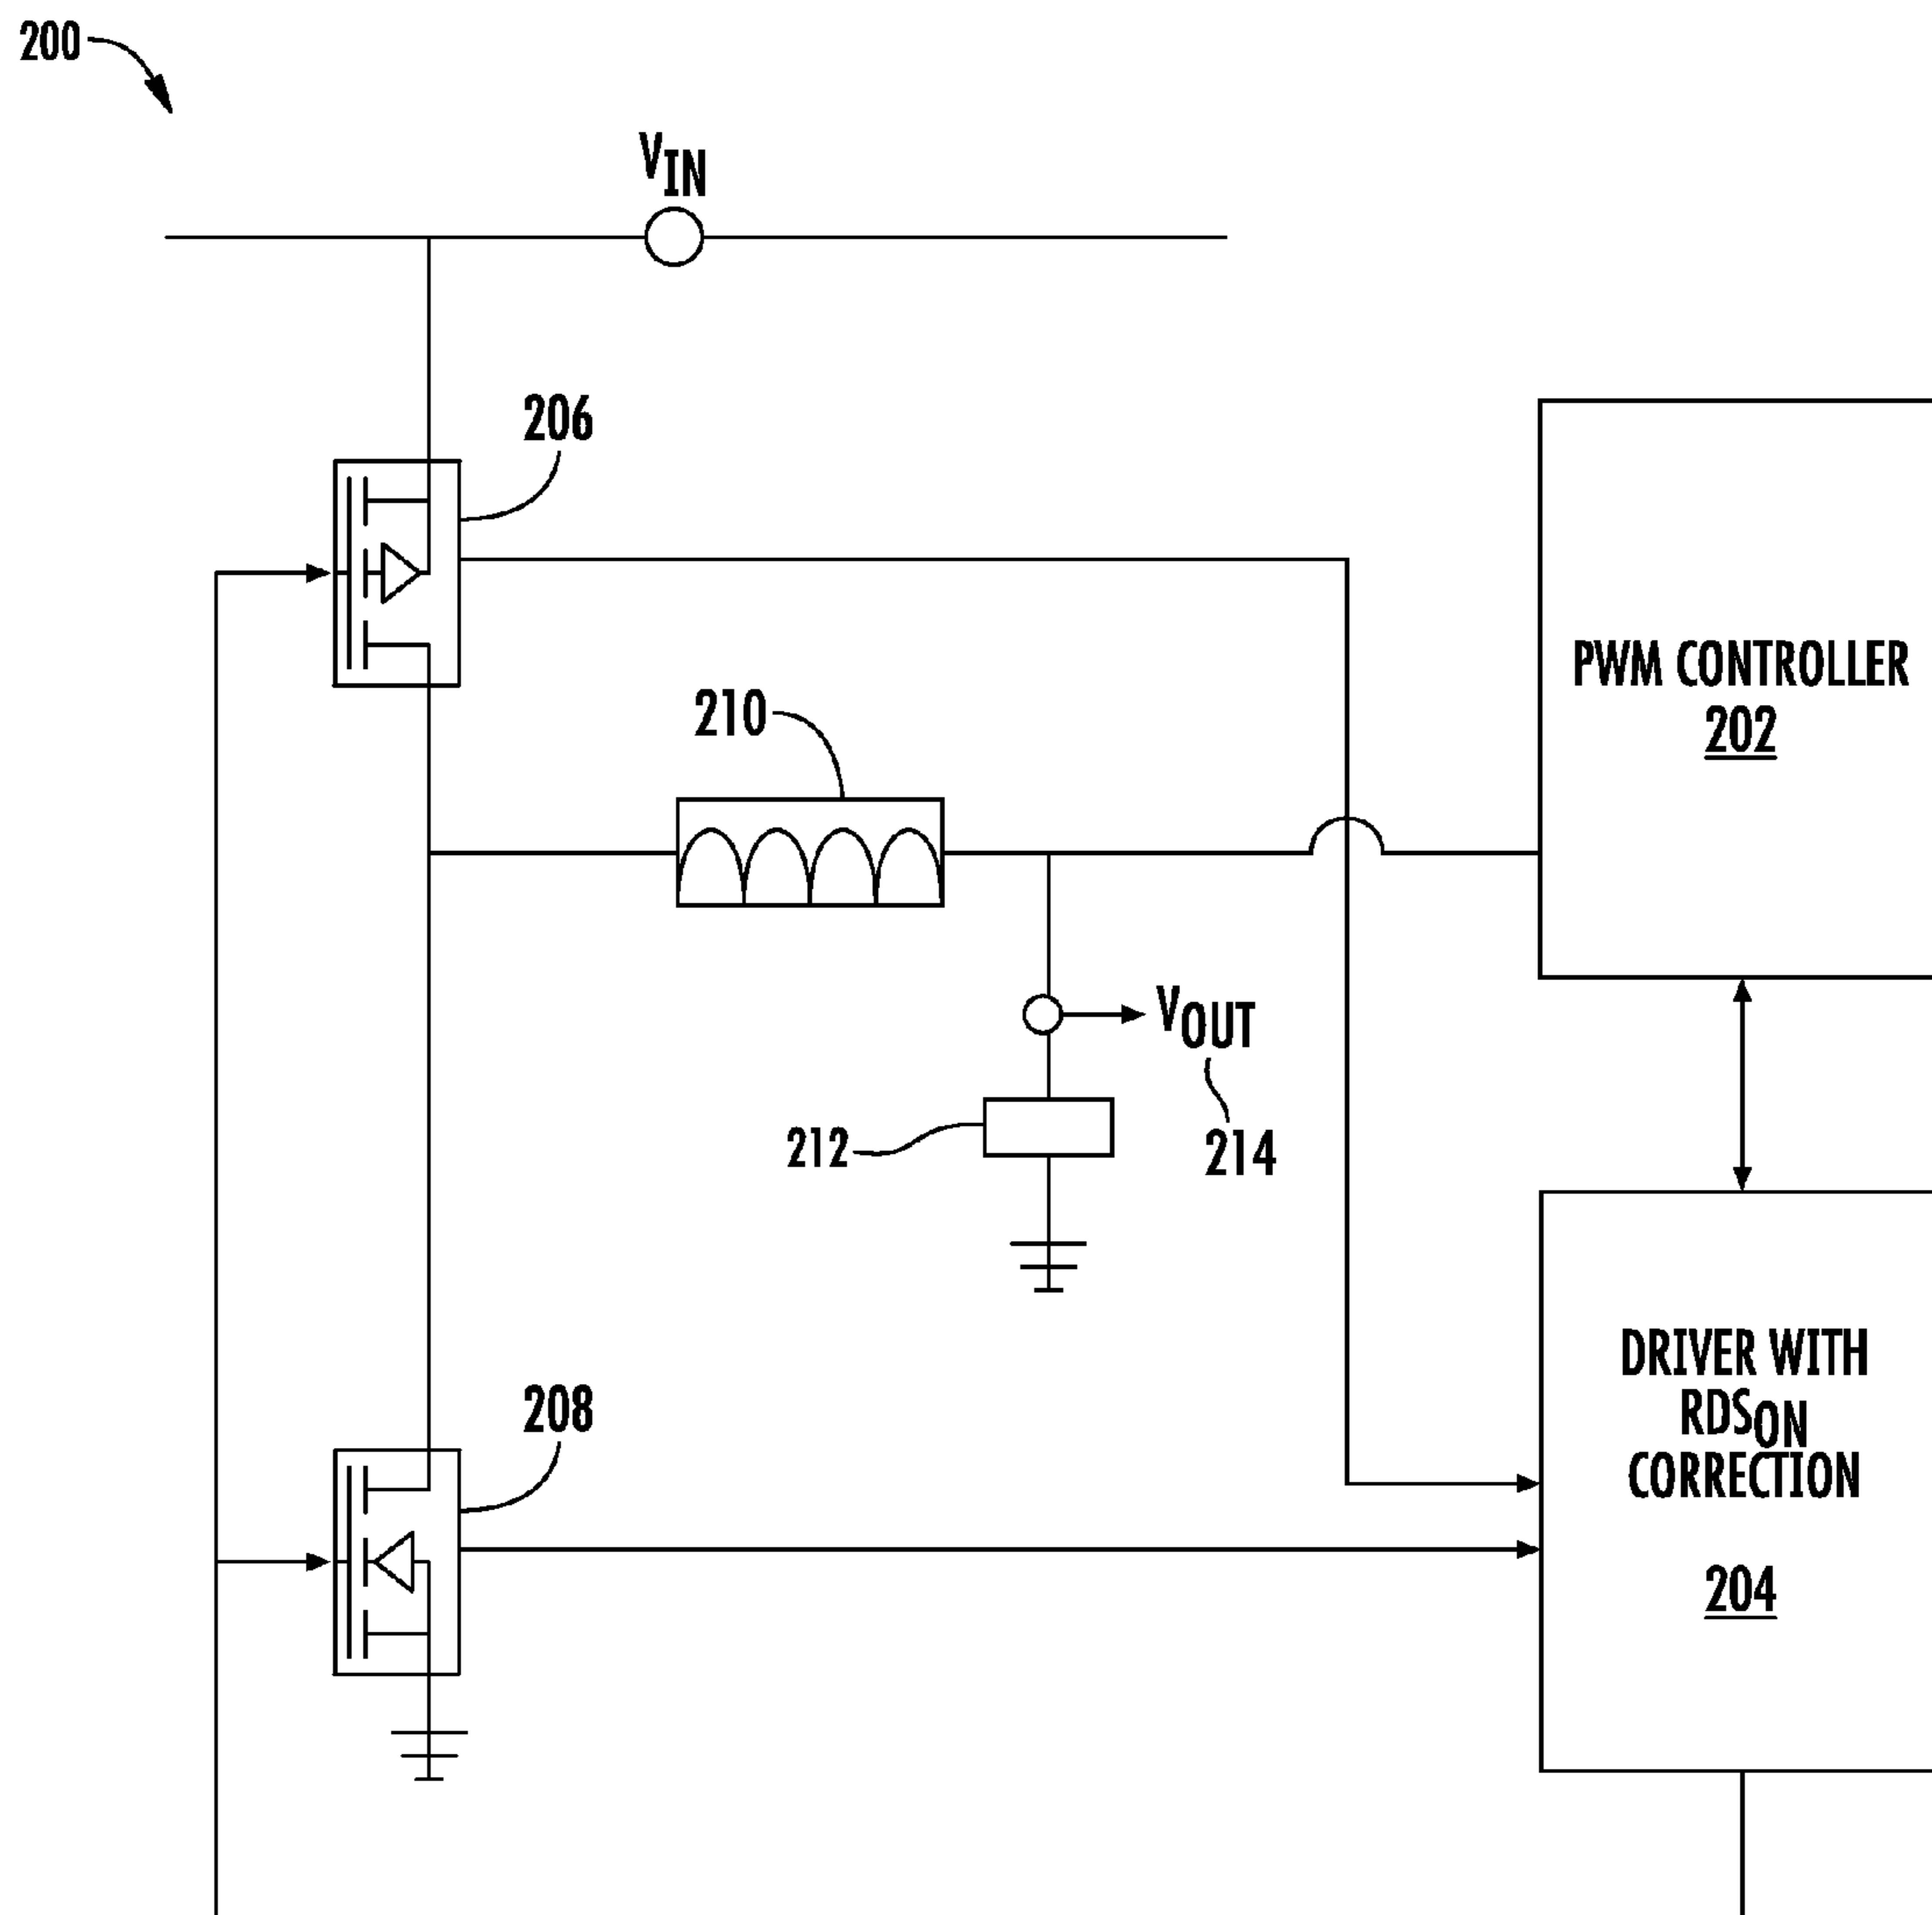 200
VIN
206
PWM CONTROLLER
202
210
VOUT
212
214
208
DRIVER WITH
RDSON
CORRECTION
204